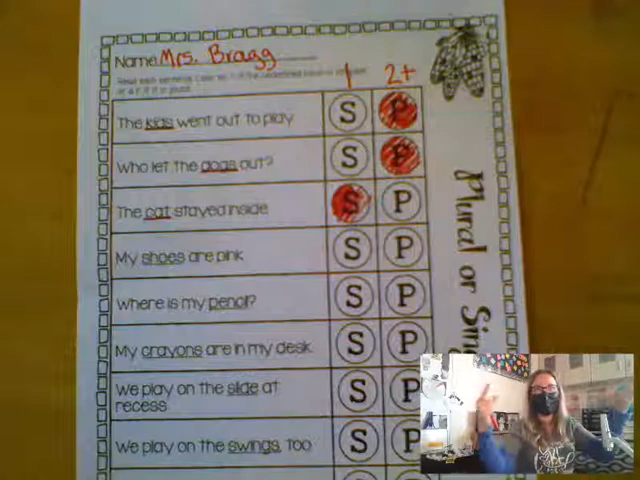 Name Mrs. Bragg
1 2+
The kids went out to play S P
Who let the dogs out? S P
The cat stayed inside S P
My shoes are pink S P
Where is my pencil? S P
My crayons are in my desk S P
We play on the slide at S P
recess
We play on the swings too S P
Plural or